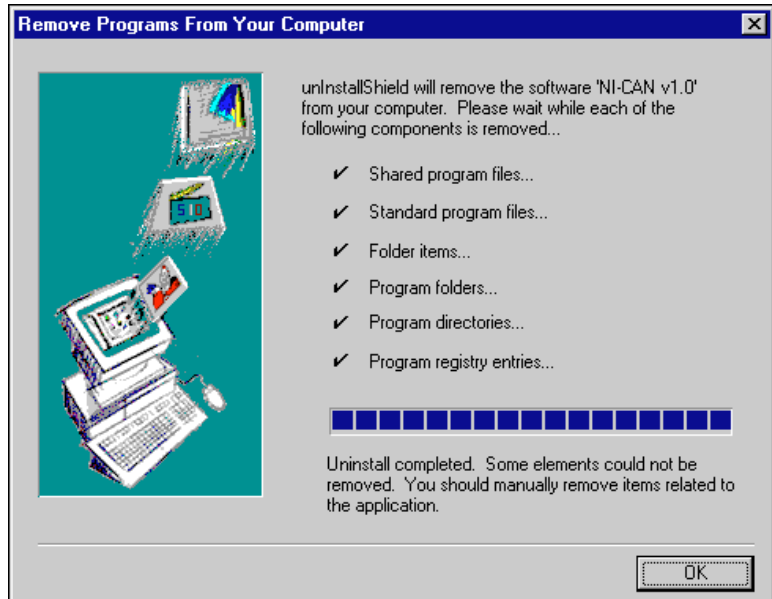 Remove Programs From Your Computer
unInstallShield will remove the software 'NI-CAN v1.0'
from your computer. Please wait while each of the
following components is removed...
Shared program files...
Standard program files...
Folder items...
Program folders...
Program directories...
Program registry entries...
Uninstall completed. Some elements could not be
removed. You should manually remove items related to
the application.
OK